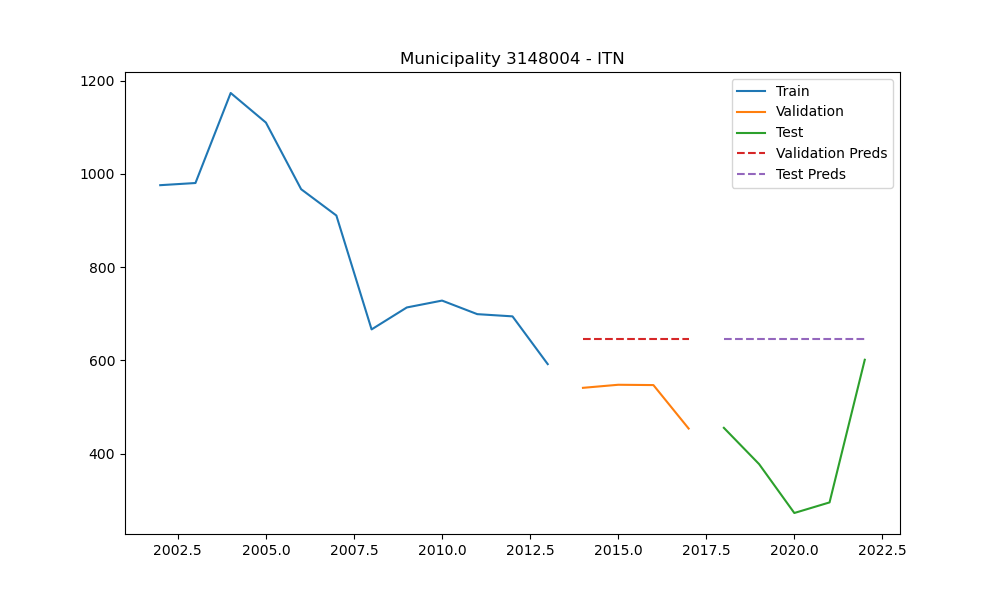 Municipality 3148004 - ITN
1200
1000
800
600
400
Train
Validation
Test
Validation Preds
Test Preds
2002.5 2005.0 2007.5 2010.0 2012.5 2015.0 2017.5 2020.0 2022.5